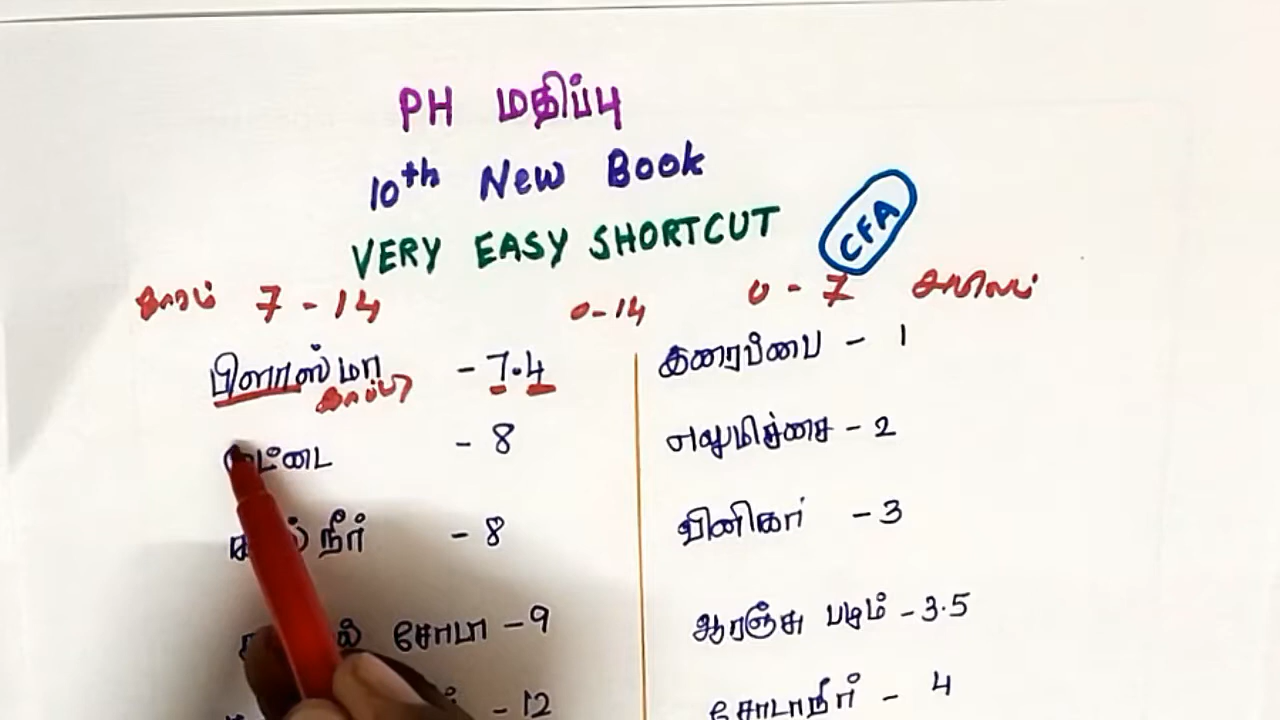 PH மதிப்பு
10th New Book
VERY EASY SHORTCUT
CFA
காரம் 7 - 14
0-14
0 - 7 அமிலம்
பிளாஸ்மா - 7.4
காப்பி
முட்டை - 8
நீர் - 8
சோடா - 9
- 12
இரைப்பை - 1
எலுமிச்சை - 2
வினிகர் - 3
ஆரஞ்சு பழம் - 3.5
சோடாநீர் - 4